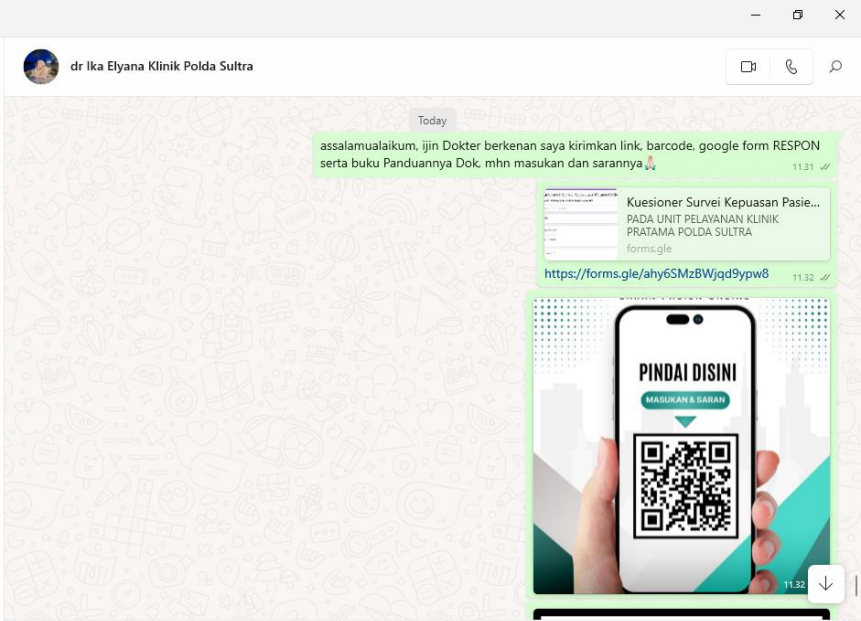 dr Ika Elyana Klinik Polda Sultra
Today
assalamualaikum, ijin Dokter berkenan saya kirimkan link, barcode, google form RESPON
serta buku Panduannya Dok, mhn masukan dan sarannya🙏🏻
11.31
Kuesioner Survei Kepuasan Pasie...
PADA UNIT PELAYANAN KLINIK
PRATAMA POLDA SULTRA
forms.gle
https://forms.gle/ahy6SMzBWjqd9ypw8
11.32
PINDAI DISINI
MASUKAN & SARAN
11.32